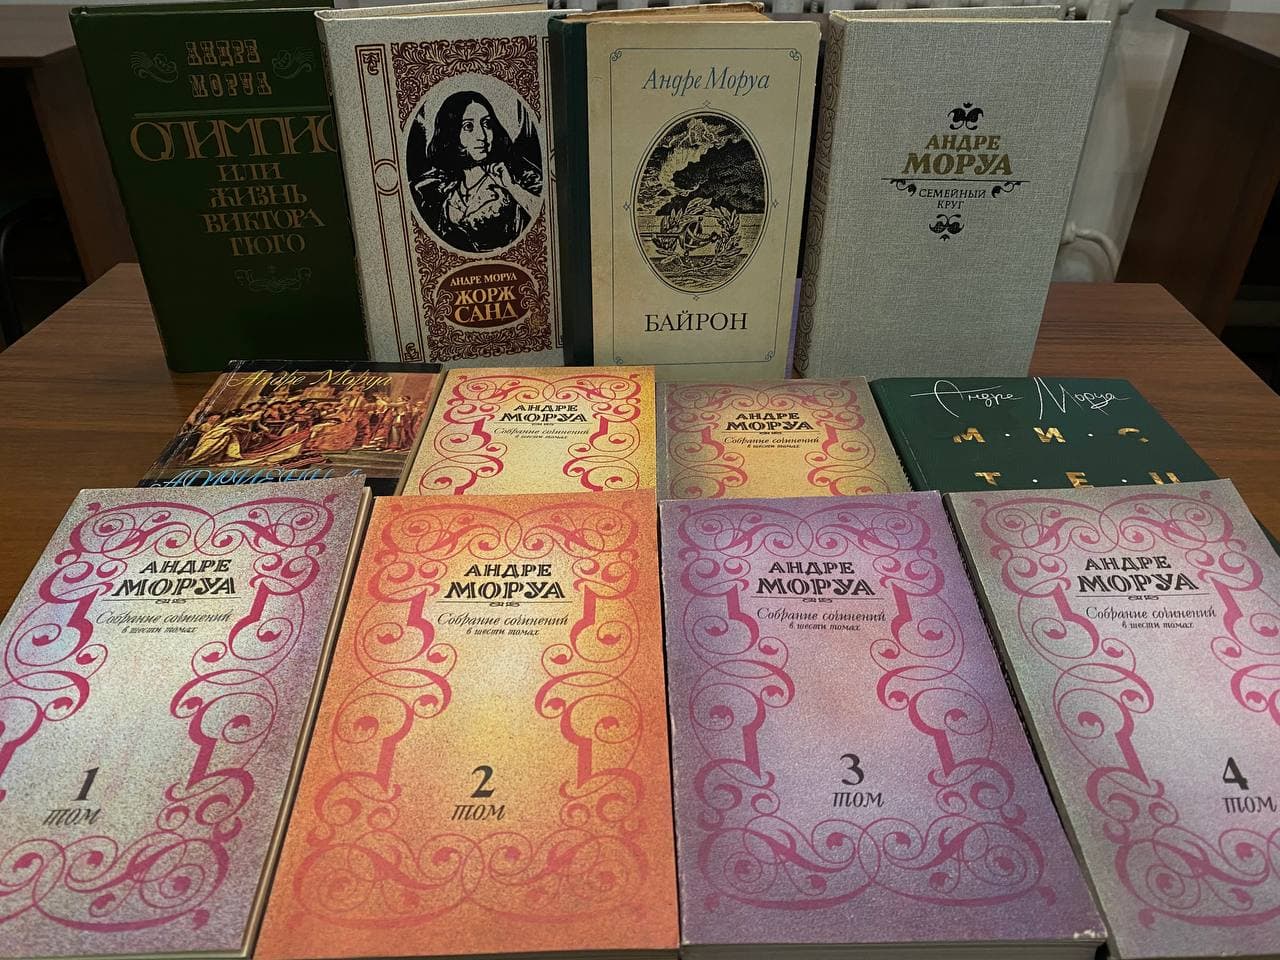 АНДРЕ
МОРУА
ОЛИМПИО
ИЛИ
ЖИЗНЬ
ВИКТОРА
ГЮГО
АНДРЕ МОРУА
ЖОРЖ
САНД
Андре Моруа
БАЙРОН
АНДРЕ
МОРУА
СЕМЕЙНЫЙ
КРУГ
Андре Моруа
АНДРЕ
МОРУА
Собрание сочинений
в шести томах
АНДРЕ
МОРУА
Собрание сочинений
в шести томах
Андре Моруа
М·И·С
Т·Е·Ц
АНДРЕ
МОРУА
Собрание сочинений
в шести томах
1
том
АНДРЕ
МОРУА
Собрание сочинений
в шести томах
2
том
АНДРЕ
МОРУА
Собрание сочинений
в шести томах
3
том
АНДРЕ
МОРУА
Собрание сочинений
в шести томах
4
том